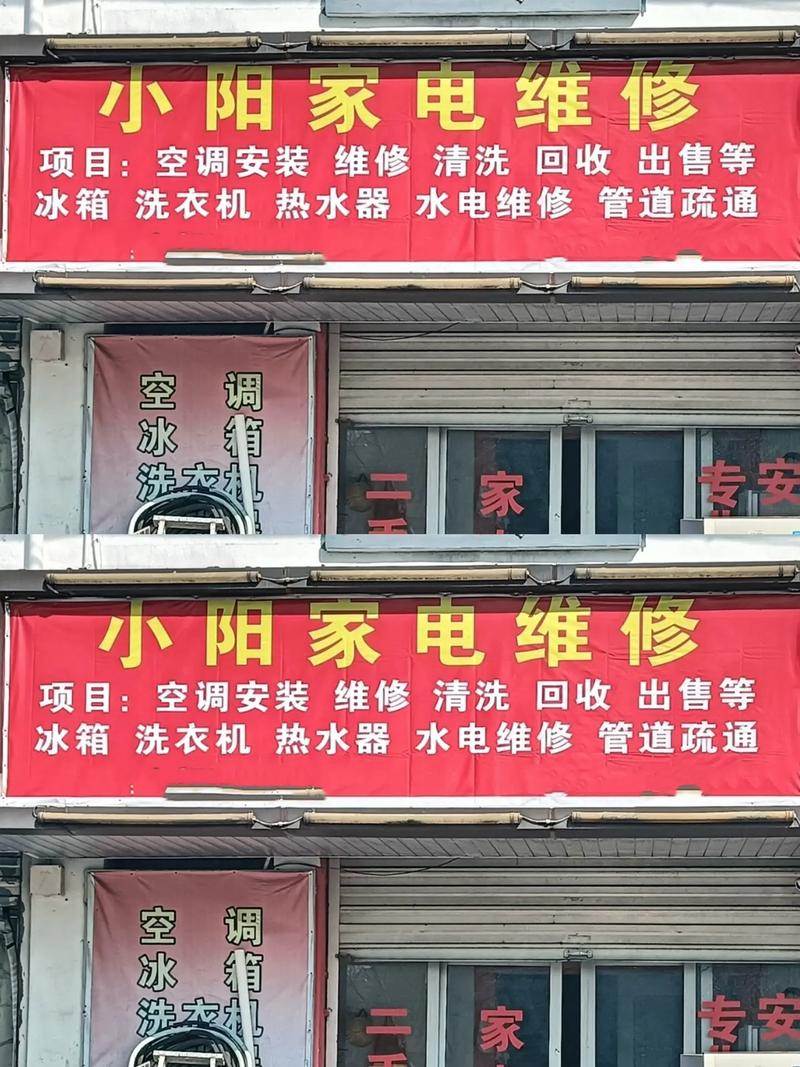 小阳家电维修
项目：空调安装 维修 清洗 回收 出售等
冰箱 洗衣机 热水器 水电维修 管道疏通
空调
冰箱
洗衣机
二 家 专安
小阳家电维修
项目：空调安装 维修 清洗 回收 出售等
冰箱 洗衣机 热水器 水电维修 管道疏通
空调
冰箱
洗衣机
二 家 专安